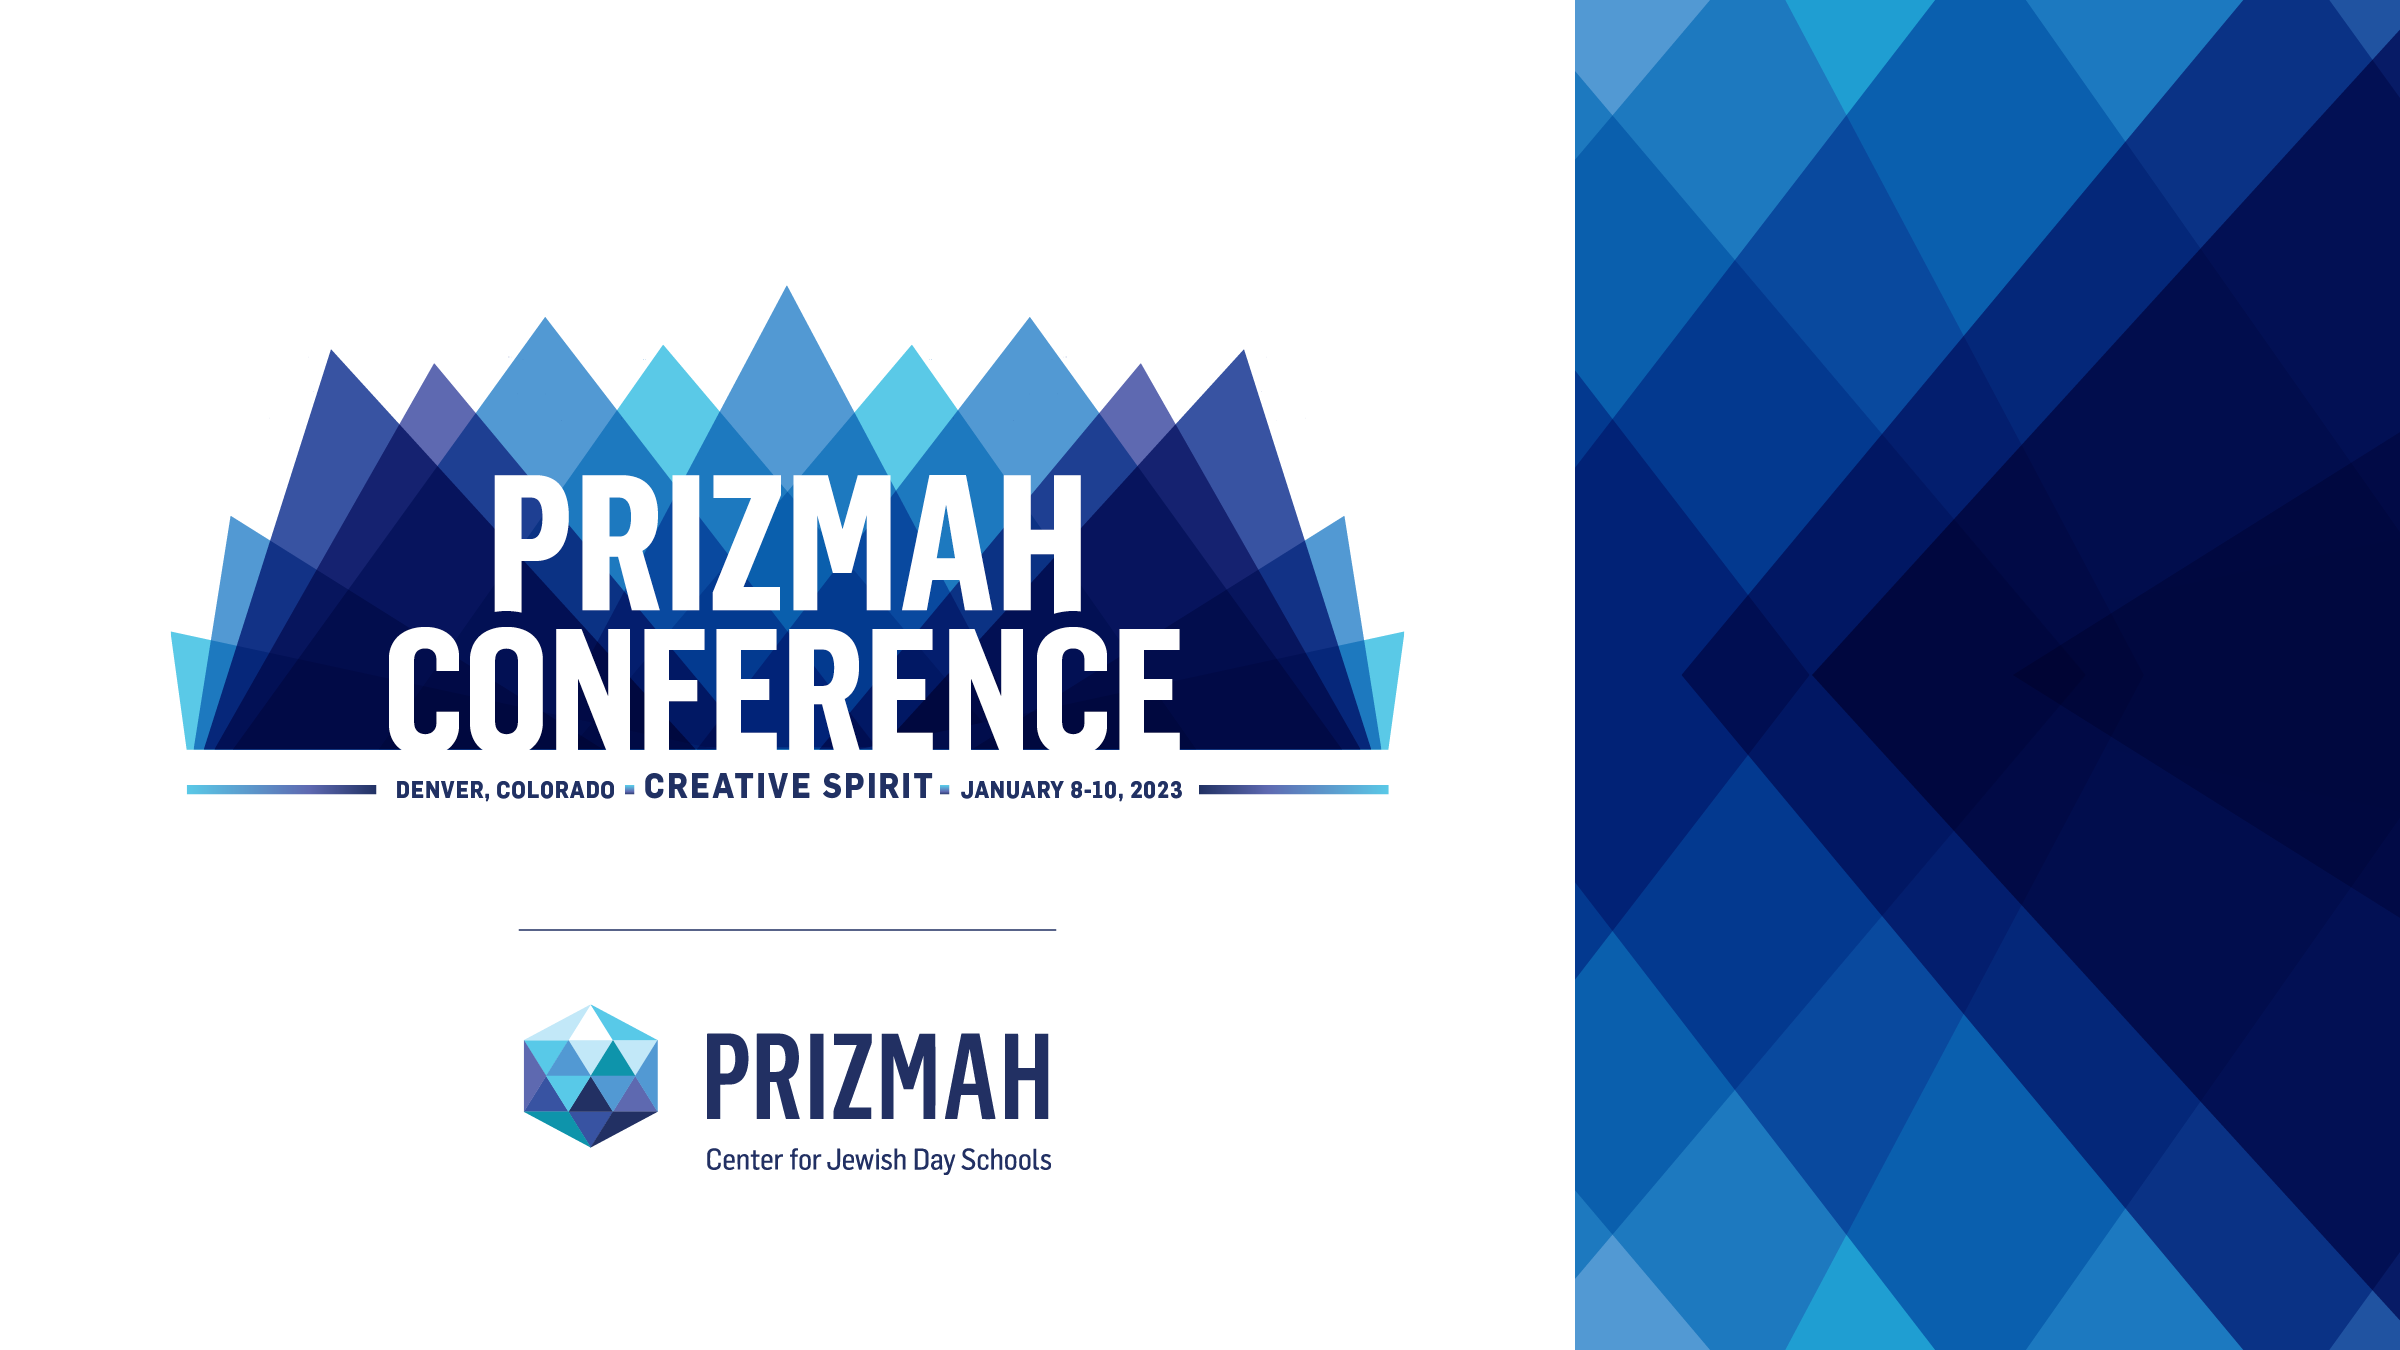 PRIZMAH
CONFERENCE
DENVER, COLORADO CREATIVE SPIRIT JANUARY 8-10, 2023
PRIZMAH
Center for Jewish Day Schools